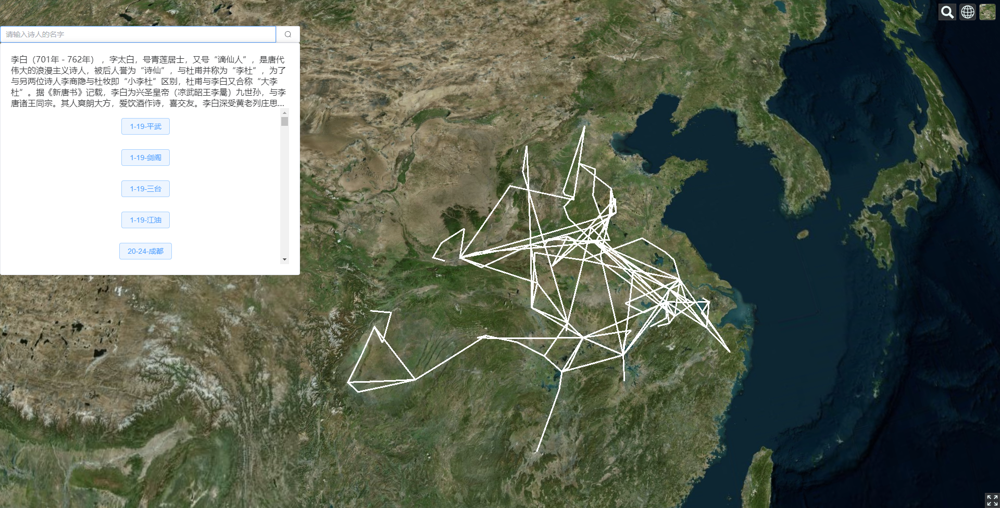 请输入诗人的名字
李白（701年 - 762年） ，字太白，号青莲居士，又号“谪仙人”，是唐代
伟大的浪漫主义诗人，被后人誉为“诗仙”，与杜甫并称为“李杜”，为了
与另两位诗人李商隐与杜牧即“小李杜”区别，杜甫与李白又合称“大李
杜”。据《新唐书》记载，李白为兴圣皇帝（凉武昭王李暠）九世孙，与李
唐诸王同宗。其人爽朗大方，爱饮酒作诗，喜交友。李白深受黄老列庄思...
1-19-平武
1-19-剑阁
1-19-三台
1-19-江油
20-24-成都